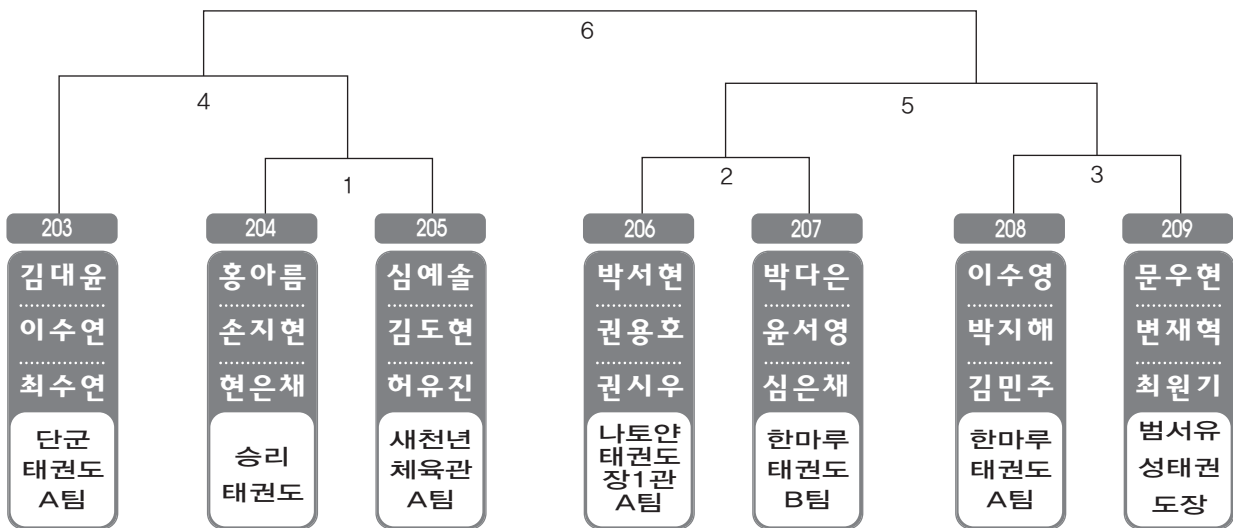 6
4
5
1
2
3
203
204
205
206
207
208
209
김대윤
이수연
최수연
단군
태권도
A팀
홍아름
손지현
현은채
승리
태권도
심예솔
김도현
허유진
새천년
체육관
A팀
박서현
권용호
권시우
나토얀
태권도
장1관
A팀
박다은
윤서영
심은채
한마루
태권도
B팀
이수영
박지해
김민주
한마루
태권도
A팀
문우현
변재혁
최원기
범서유
성태권
도장